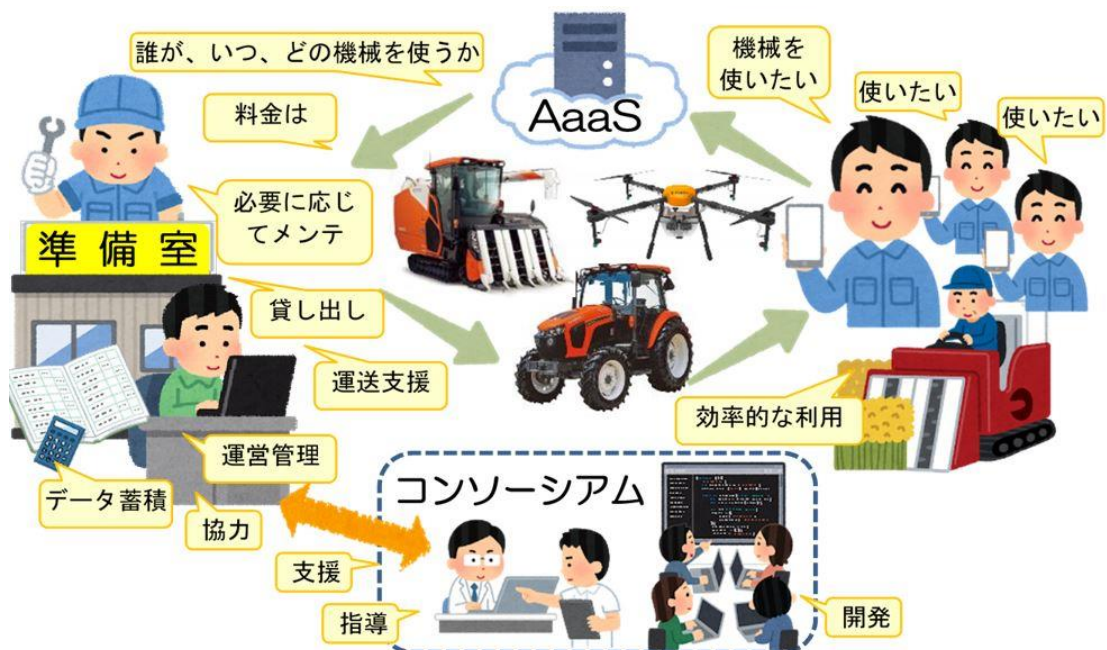 誰が、いつ、どの機械を使うか
料金は
AaaS
機械を
使いたい
使いたい
使いたい
必要に応じ
てメンテ
準備室
貸し出し
運送支援
効率的な利用
運営管理
データ蓄積
協力
コンソーシアム
支援
指導
開発